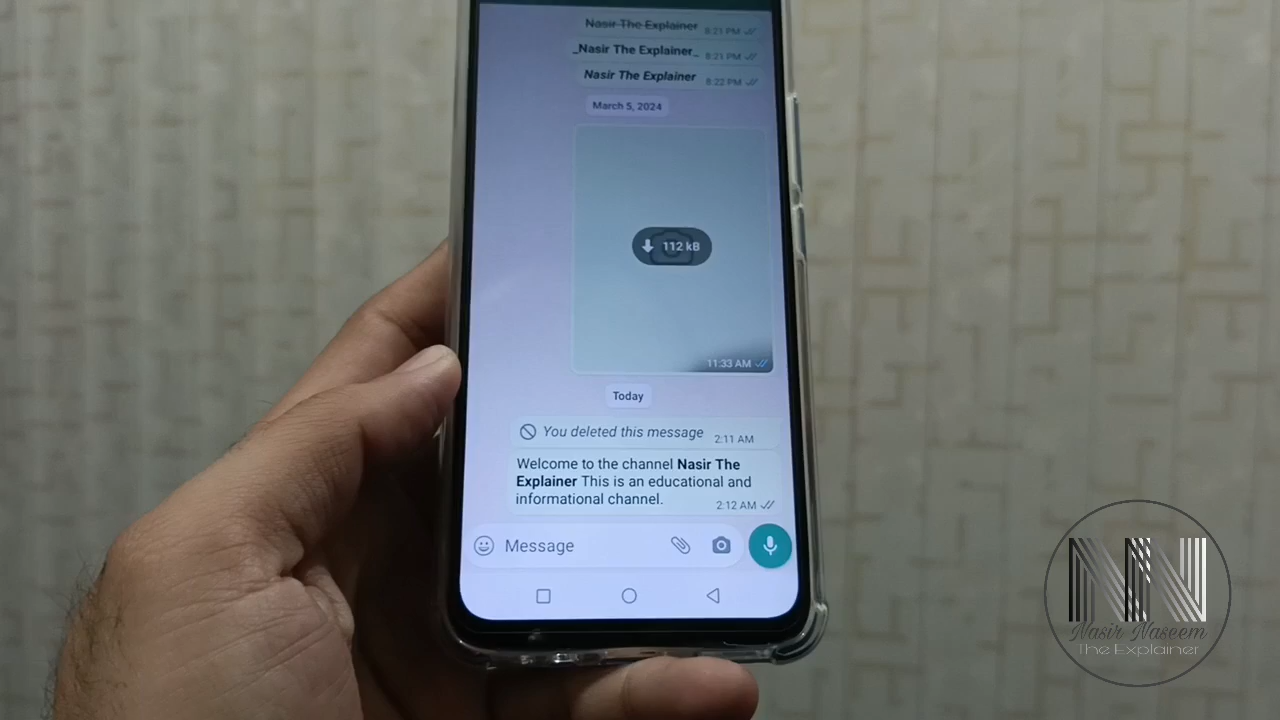 Nasir The Explainer 8:21 PM
_Nasir The Explainer_ 8:21 PM
Nasir The Explainer 8:22 PM
March 5, 2024
112 kB
11:33 AM
Today
You deleted this message 2:11 AM
Welcome to the channel Nasir The
Explainer This is an educational and
informational channel.
2:12 AM
Message
NN
Nasir Naseem
The Explainer